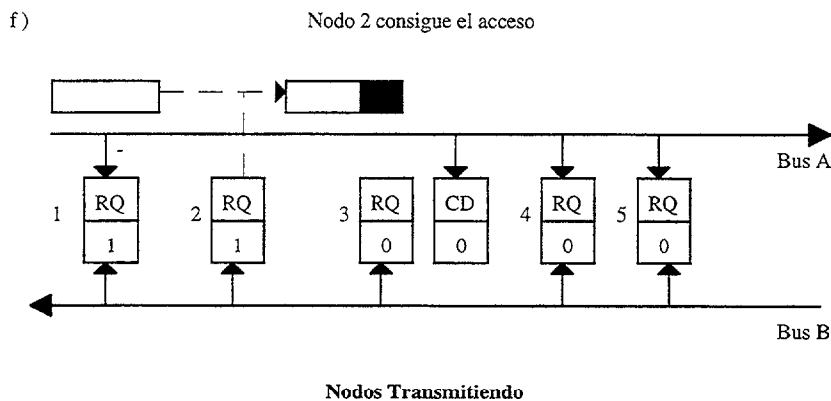 f) Nodo 2 consigue el acceso
Bus A
1 RQ 2 RQ 3 RQ CD 4 RQ 5 RQ
1 1 0 0 0 0
Bus B
Nodos Transmitiendo